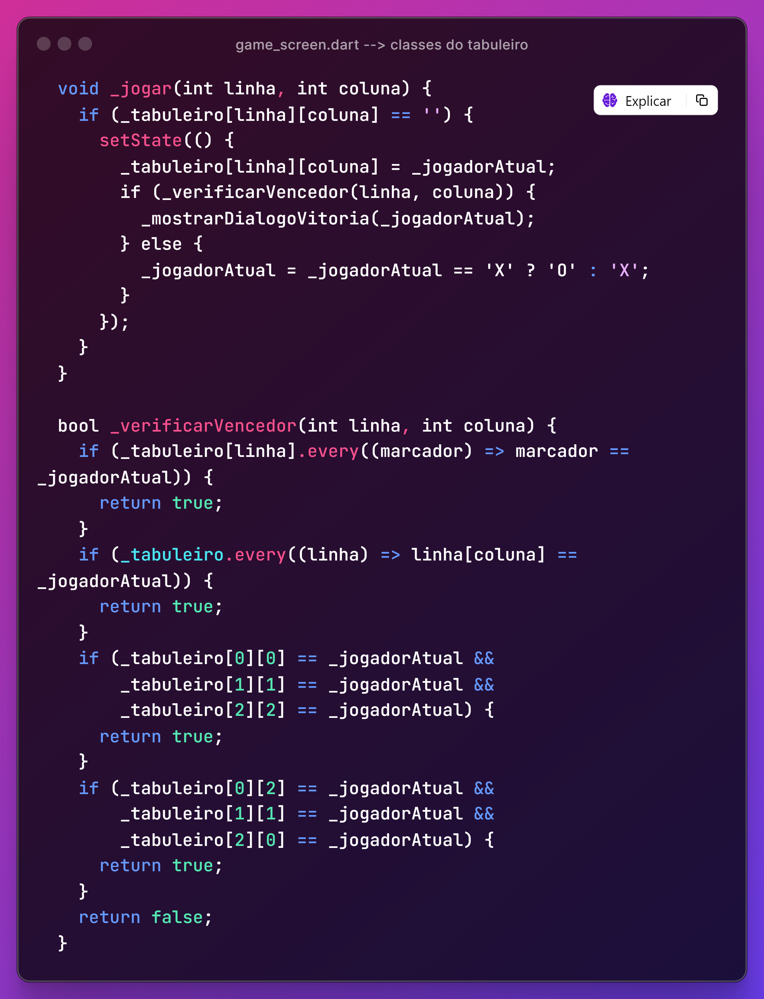 game_screen.dart --> classes do tabuleiro
void _jogar(int linha, int coluna) {
Explicar
  if (_tabuleiro[linha][coluna] == '') {
    setState(() {
      _tabuleiro[linha][coluna] = _jogadorAtual;
      if (_verificarVencedor(linha, coluna)) {
        _mostrarDialogoVitoria(_jogadorAtual);
      } else {
        _jogadorAtual = _jogadorAtual == 'X' ? 'O' : 'X';
      }
    });
  }
}
bool _verificarVencedor(int linha, int coluna) {
  if (_tabuleiro[linha].every((marcador) => marcador ==
_jogadorAtual)) {
    return true;
  }
  if (_tabuleiro.every((linha) => linha[coluna] ==
_jogadorAtual)) {
    return true;
  }
  if (_tabuleiro[0][0] == _jogadorAtual &&
      _tabuleiro[1][1] == _jogadorAtual &&
      _tabuleiro[2][2] == _jogadorAtual) {
    return true;
  }
  if (_tabuleiro[0][2] == _jogadorAtual &&
      _tabuleiro[1][1] == _jogadorAtual &&
      _tabuleiro[2][0] == _jogadorAtual) {
    return true;
  }
  return false;
}